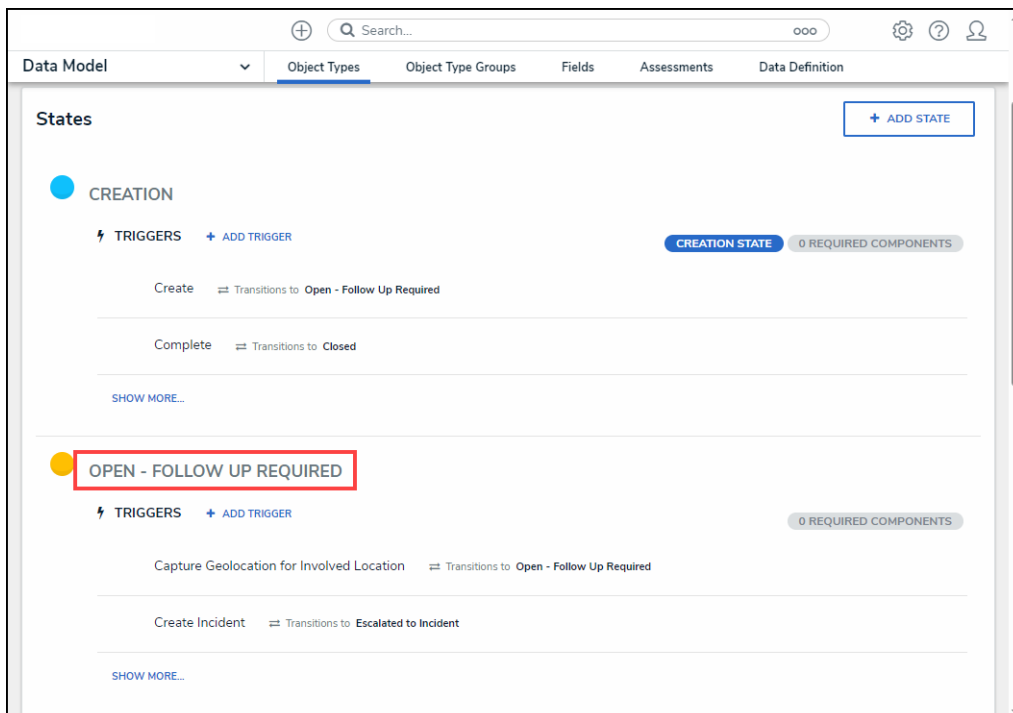 Search...
ooo
Data Model
Object Types Object Type Groups Fields Assessments Data Definition
States
+ ADD STATE
CREATION
TRIGGERS + ADD TRIGGER
CREATION STATE 0 REQUIRED COMPONENTS
Create Transitions to Open - Follow Up Required
Complete Transitions to Closed
SHOW MORE...
OPEN - FOLLOW UP REQUIRED
TRIGGERS + ADD TRIGGER
0 REQUIRED COMPONENTS
Capture Geolocation for Involved Location Transitions to Open - Follow Up Required
Create Incident Transitions to Escalated to Incident
SHOW MORE...